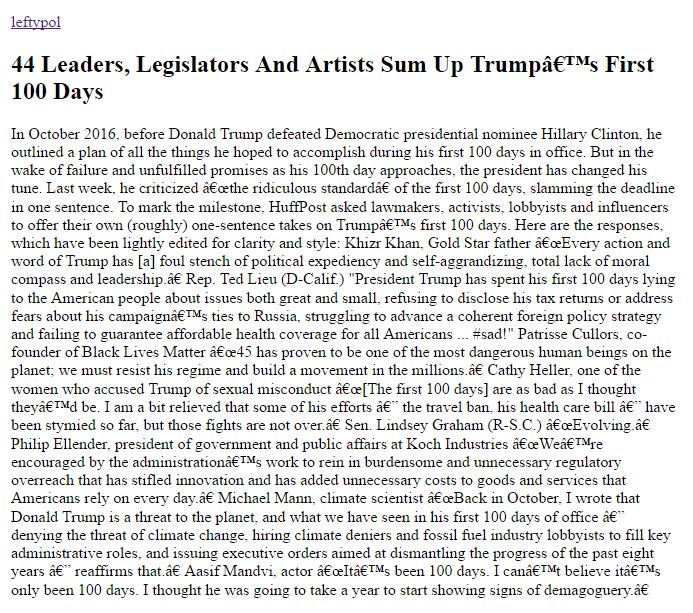 leftypol
44 Leaders, Legislators And Artists Sum Up Trumpâ€™s First
100 Days
In October 2016, before Donald Trump defeated Democratic presidential nominee Hillary Clinton, he
outlined a plan of all the things he hoped to accomplish during his first 100 days in office. But in the
wake of failure and unfulfilled promises as his 100th day approaches, the president has changed his
tune. Last week, he criticized â€œthe ridiculous standardâ€ of the first 100 days, slamming the deadline
in one sentence. To mark the milestone, HuffPost asked lawmakers, activists, lobbyists and influencers
to offer their own (roughly) one-sentence takes on Trumpâ€™s first 100 days. Here are the responses,
which have been lightly edited for clarity and style: Khizr Khan, Gold Star father â€œEvery action and
word of Trump has [a] foul stench of political expediency and self-aggrandizing, total lack of moral
compass and leadership.â€ Rep. Ted Lieu (D-Calif.) "President Trump has spent his first 100 days lying
to the American people about issues both great and small, refusing to disclose his tax returns or address
fears about his campaignâ€™s ties to Russia, struggling to advance a coherent foreign policy strategy
and failing to guarantee affordable health coverage for all Americans ... #sad!" Patrisse Cullors, co-
founder of Black Lives Matter â€œ45 has proven to be one of the most dangerous human beings on the
planet; we must resist his regime and build a movement in the millions.â€ Cathy Heller, one of the
women who accused Trump of sexual misconduct â€œ[The first 100 days] are as bad as I thought
theyâ€™d be. I am a bit relieved that some of his efforts â€” the travel ban, his health care bill â€” have
been stymied so far, but those fights are not over.â€ Sen. Lindsey Graham (R-S.C.) â€œEvolving.â€
Philip Ellender, president of government and public affairs at Koch Industries â€œWeâ€™re
encouraged by the administrationâ€™s work to rein in burdensome and unnecessary regulatory
overreach that has stifled innovation and has added unnecessary costs to goods and services that
Americans rely on every day.â€ Michael Mann, climate scientist â€œBack in October, I wrote that
Donald Trump is a threat to the planet, and what we have seen in his first 100 days of office â€”
denying the threat of climate change, hiring climate deniers and fossil fuel industry lobbyists to fill key
administrative roles, and issuing executive orders aimed at dismantling the progress of the past eight
years â€” reaffirms that.â€ Aasif Mandvi, actor â€œItâ€™s been 100 days. I canâ€™t believe itâ€™s
only been 100 days. I thought he was going to take a year to start showing signs of demagoguery.â€